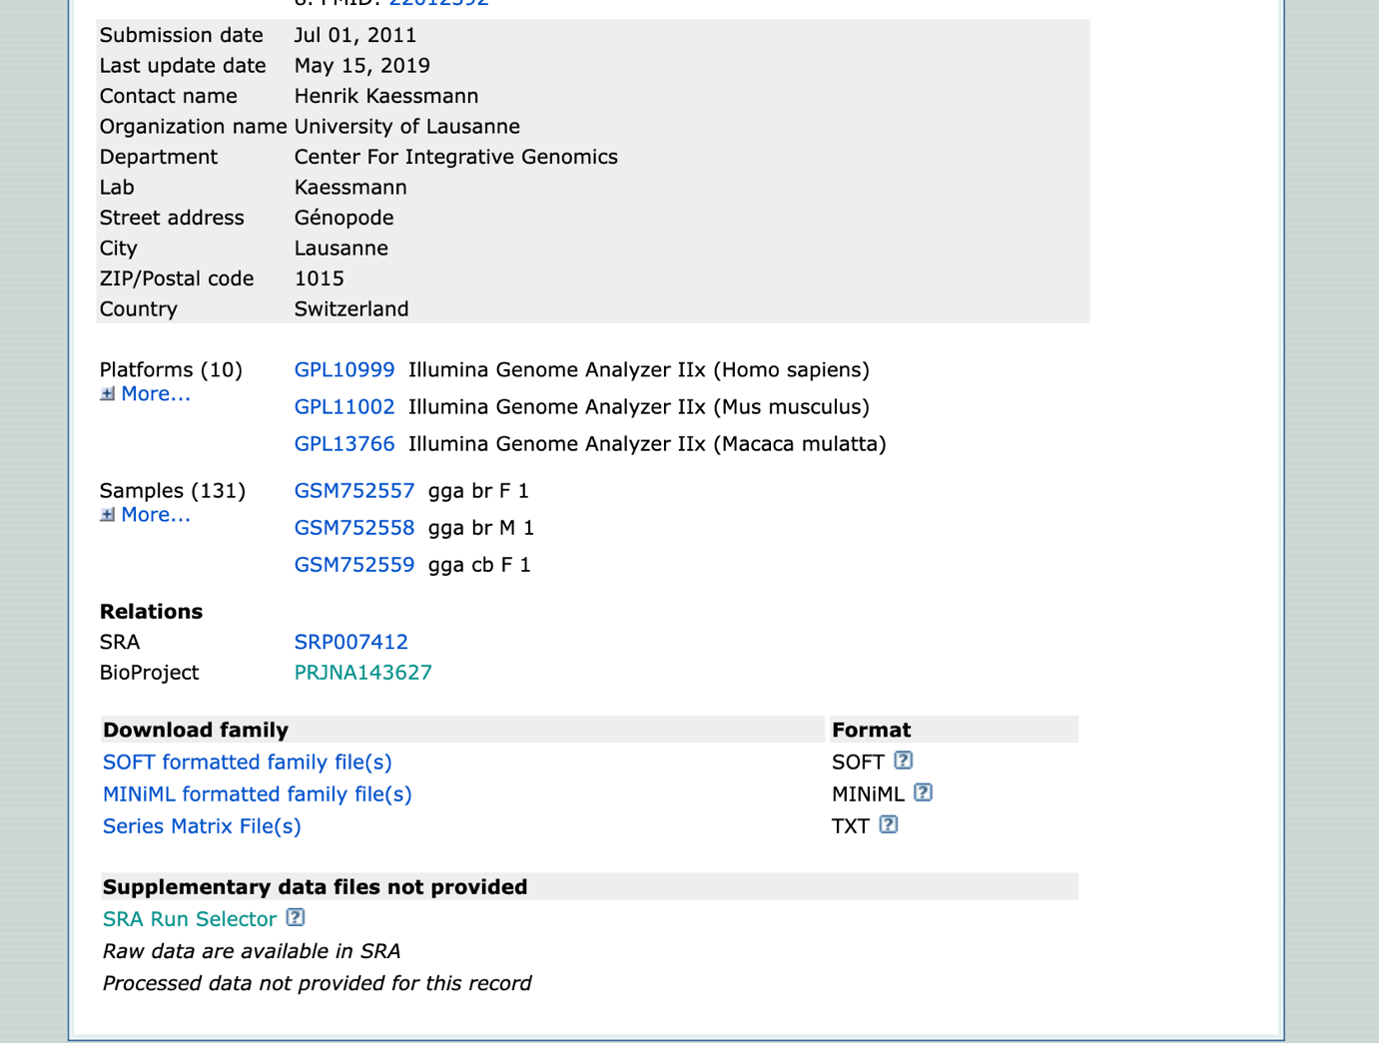 8. PMID: 22012392
Submission date Jul 01, 2011
Last update date May 15, 2019
Contact name Henrik Kaessmann
Organization name University of Lausanne
Department Center For Integrative Genomics
Lab Kaessmann
Street address Génopode
City Lausanne
ZIP/Postal code 1015
Country Switzerland
Platforms (10) GPL10999 Illumina Genome Analyzer IIx (Homo sapiens)
More... GPL11002 Illumina Genome Analyzer IIx (Mus musculus)
GPL13766 Illumina Genome Analyzer IIx (Macaca mulatta)
Samples (131) GSM752557 gga br F 1
More... GSM752558 gga br M 1
GSM752559 gga cb F 1
Relations
SRA SRP007412
BioProject PRJNA143627
Download family Format
SOFT formatted family file(s) SOFT ?
MINiML formatted family file(s) MINiML ?
Series Matrix File(s) TXT ?
Supplementary data files not provided
SRA Run Selector ?
Raw data are available in SRA
Processed data not provided for this record